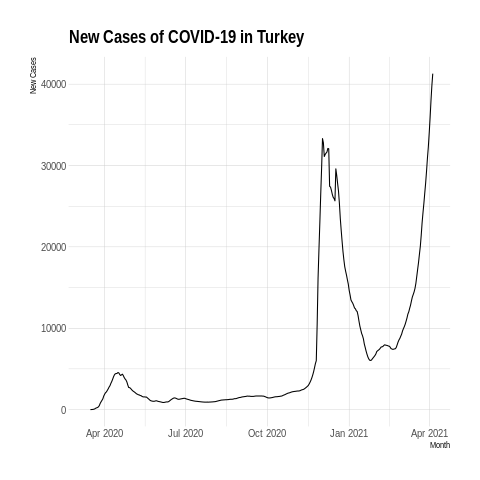 New Cases of COVID-19 in Turkey
New Cases
40000
30000
20000
10000
0
Apr 2020 Jul 2020 Oct 2020 Jan 2021 Apr 2021
Month